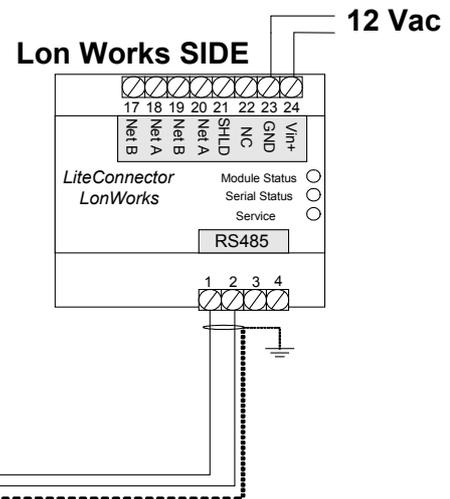 12 Vac
Lon Works SIDE
17 18 19 20 21 22 23 24
Net B Net A Net B Net A SHLD NC GND Vin+
LiteConnector
LonWorks
Module Status
Serial Status
Service
RS485
1 2 3 4